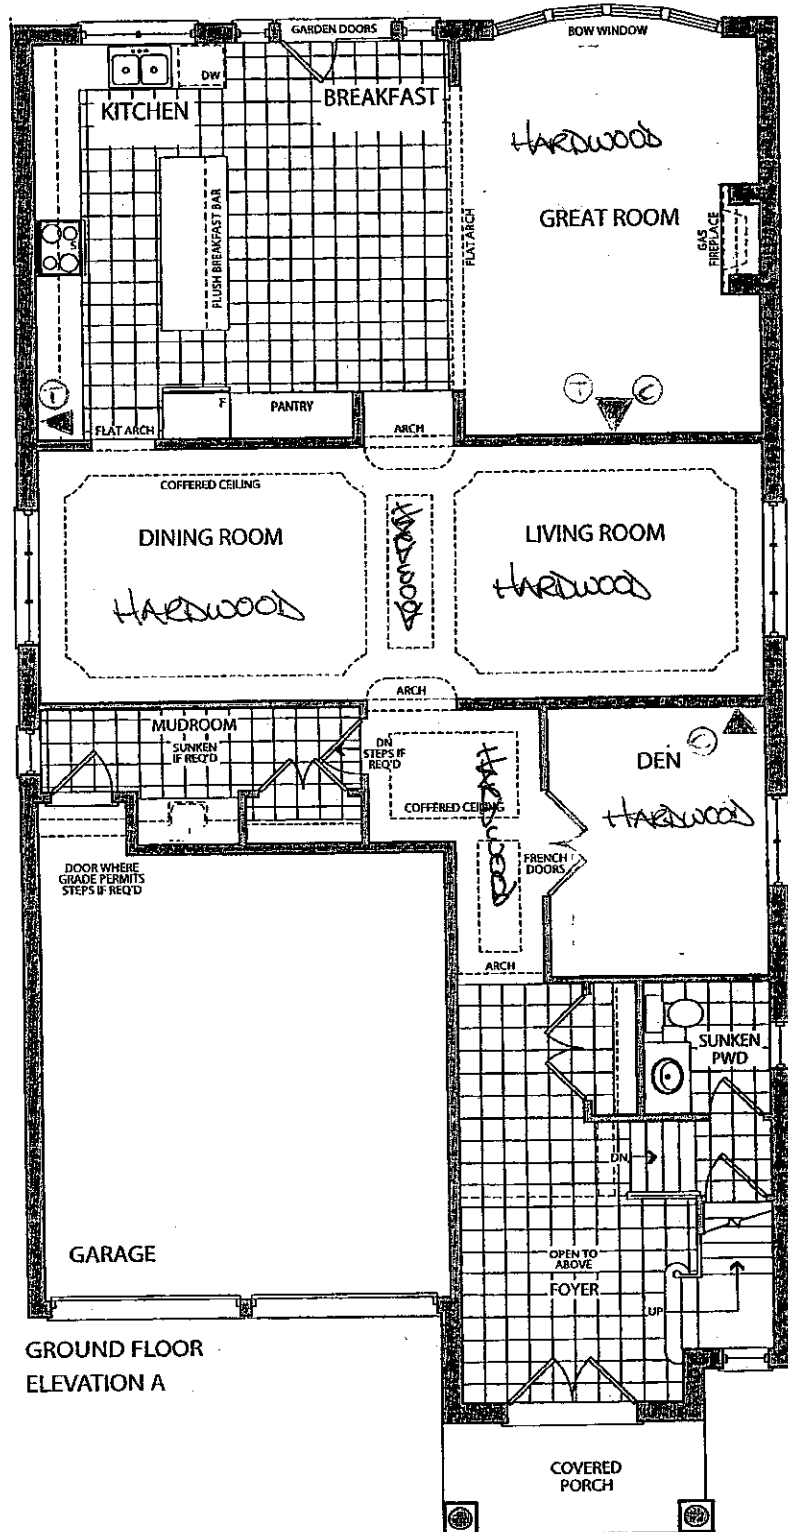 GARDEN DOORS
BOW WINDOW
DW
KITCHEN
BREAKFAST
HARDWOOD
GREAT ROOM
FLUSH BREAKFAST BAR
FLAT ARCH
GAS
FIREPLACE
S
T
T C
F
PANTRY
FLAT ARCH
ARCH
COFFERED CEILING
DINING ROOM
HARDWOOD
HARDWOOD
LIVING ROOM
HARDWOOD
ARCH
MUDROOM
SUNKEN
IF REQ'D
DN
STEPS IF
REQ'D
HARDWOOD
COFFERED CEILING
DEN
HARDWOOD
FRENCH
DOORS
DOOR WHERE
GRADE PERMITS
STEPS IF REQ'D
ARCH
SUNKEN
PWD
DN
GARAGE
OPEN TO
ABOVE
FOYER
UP
GROUND FLOOR
ELEVATION A
COVERED
PORCH